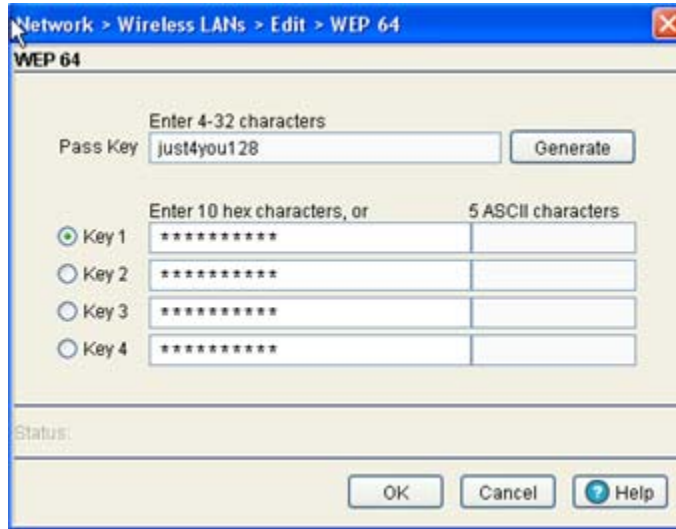 Network > Wireless LANs > Edit > WEP 64
WEP 64
Enter 4-32 characters
Pass Key just4you128 Generate
Enter 10 hex characters, or 5 ASCII characters
Key 1 **********
Key 2 **********
Key 3 **********
Key 4 **********
Status:
OK Cancel ? Help